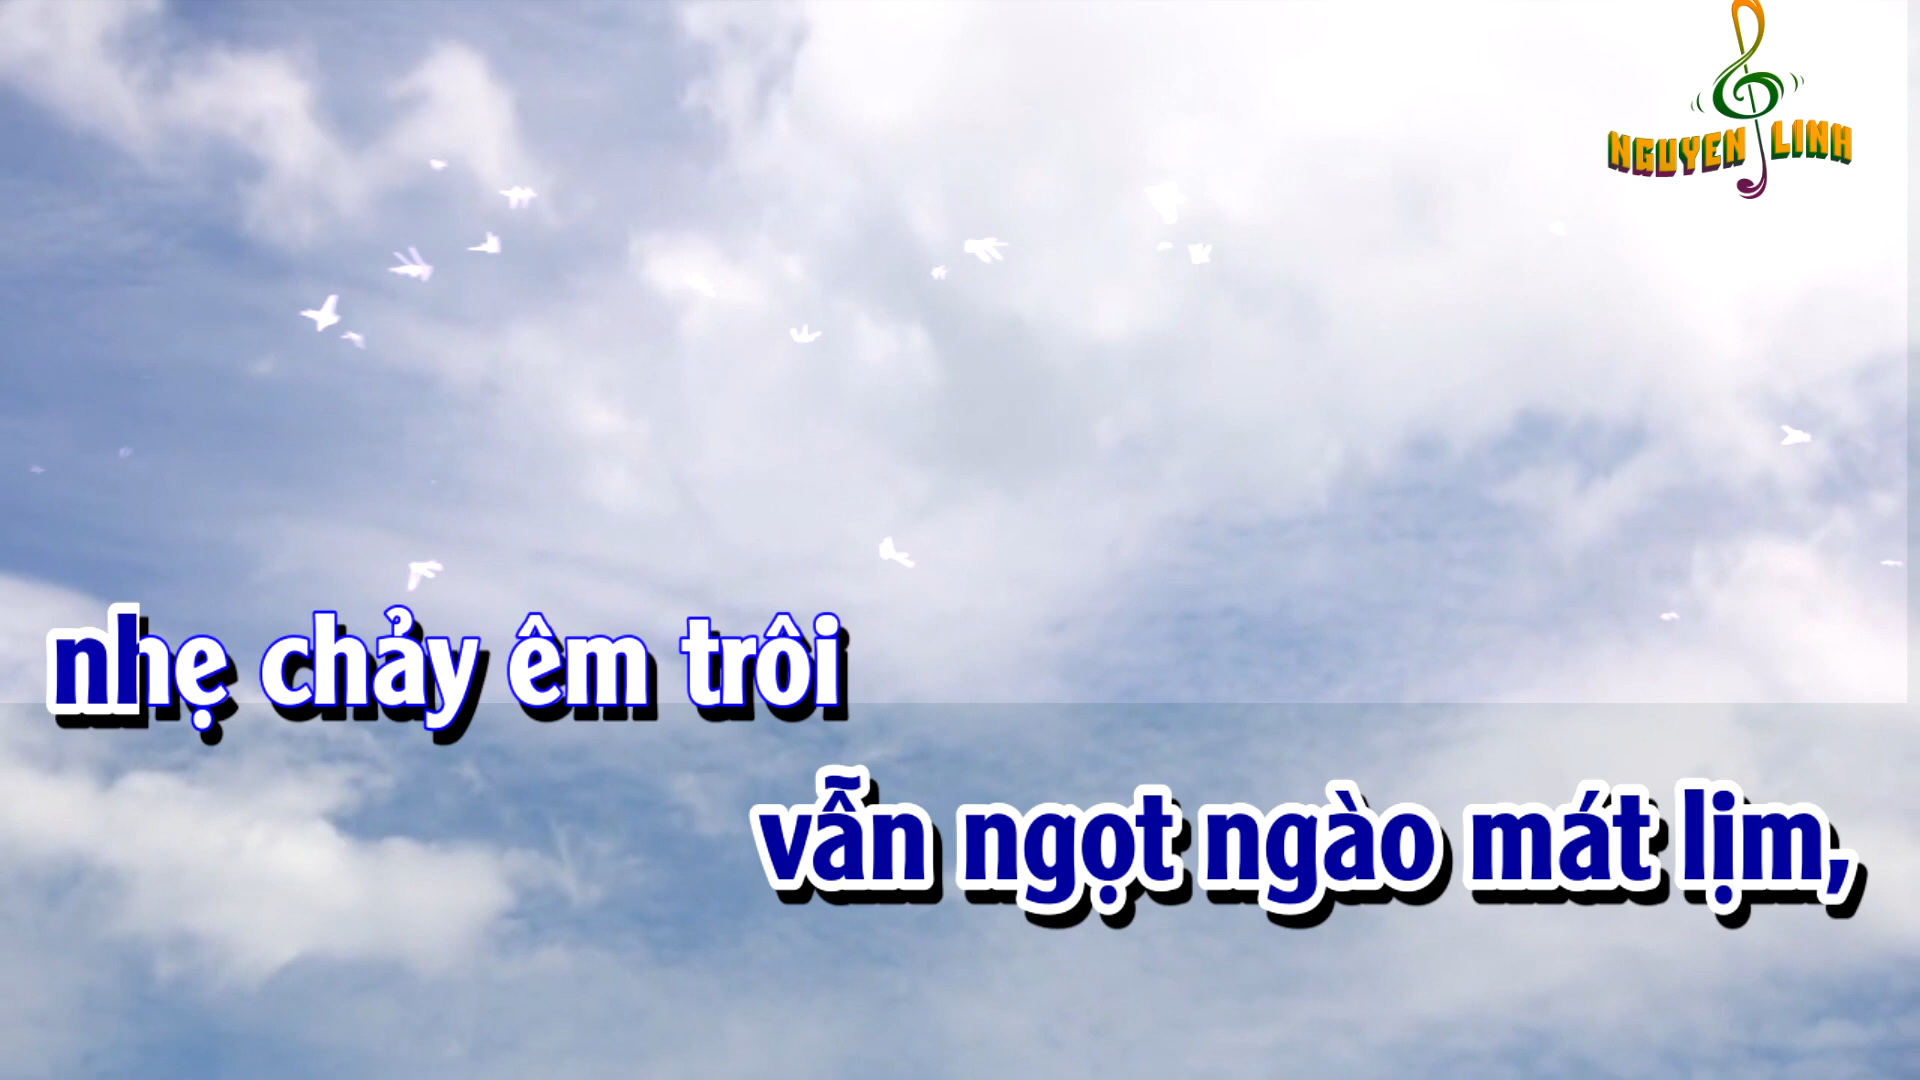 NGUYEN LINH
nhẹ chảy êm trôi
vẫn ngọt ngào mát lịm,